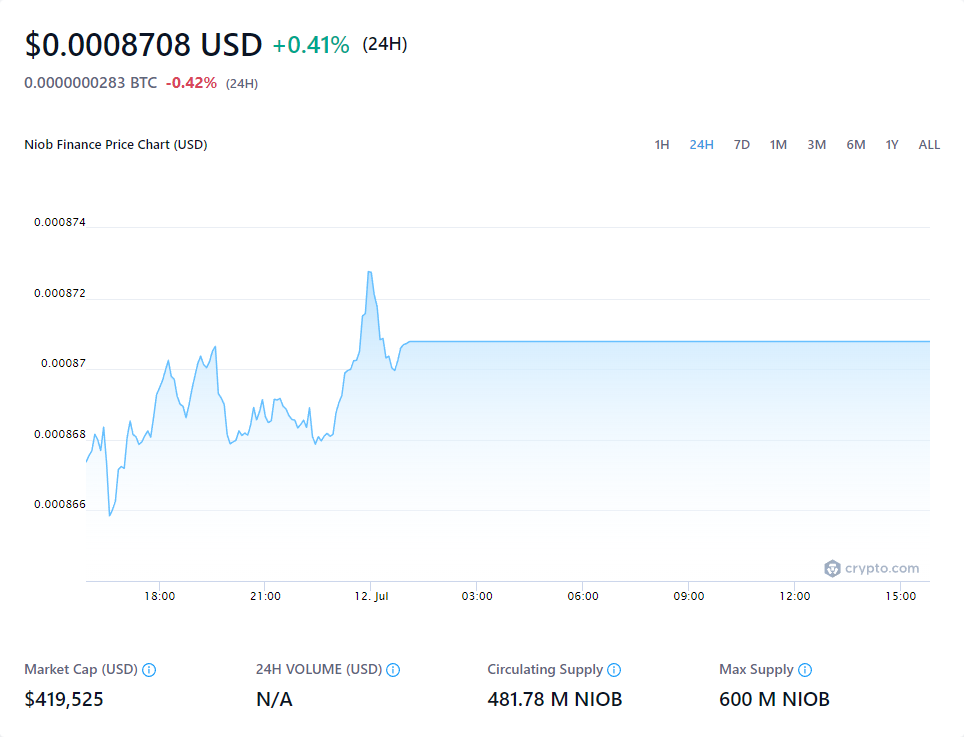 $0.0008708 USD +0.41% (24H)
0.0000000283 BTC -0.42% (24H)
Niob Finance Price Chart (USD)
1H 24H 7D 1M 3M 6M 1Y ALL
0.000874
0.000872
0.00087
0.000868
0.000866
crypto.com
18:00 21:00 12. Jul 03:00 06:00 09:00 12:00 15:00
Market Cap (USD) 24H VOLUME (USD) Circulating Supply Max Supply
$419,525 N/A 481.78 M NIOB 600 M NIOB